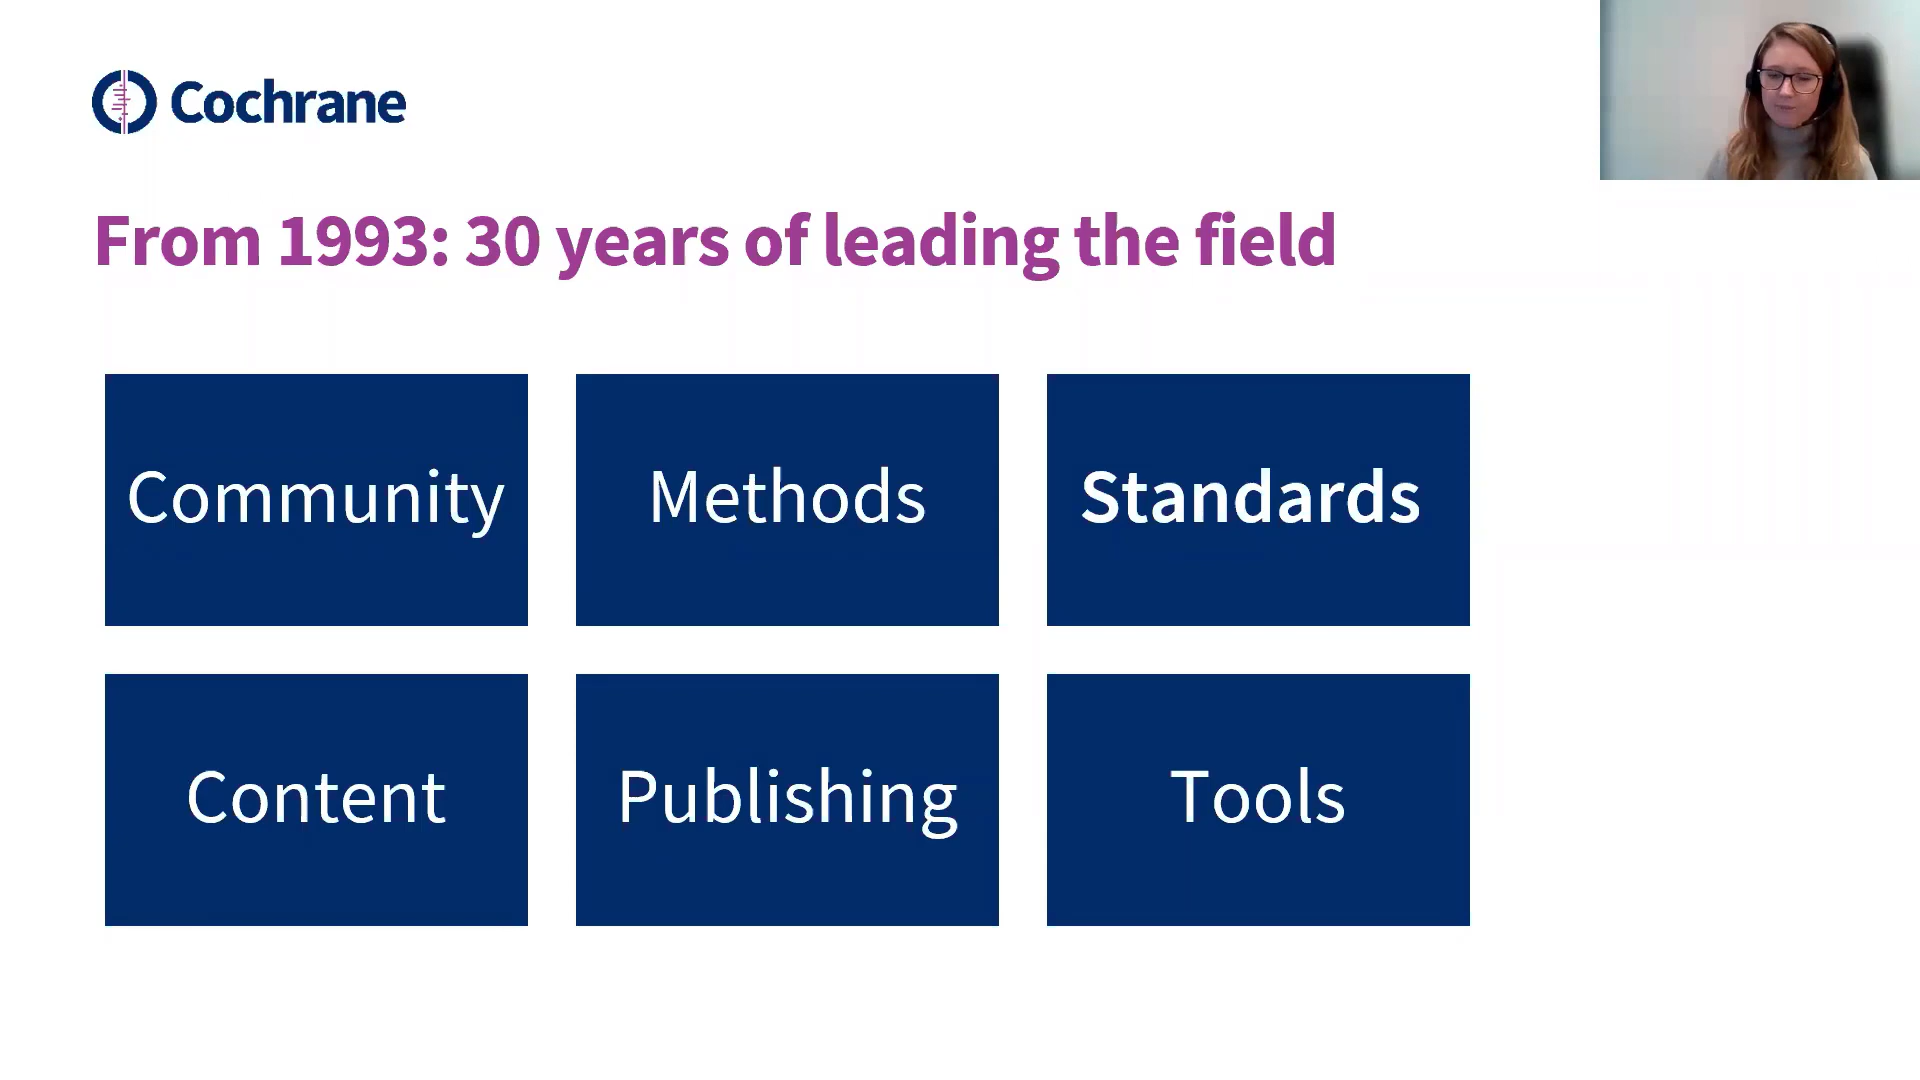 Cochrane
From 1993: 30 years of leading the field
Community
Methods
Standards
Content
Publishing
Tools